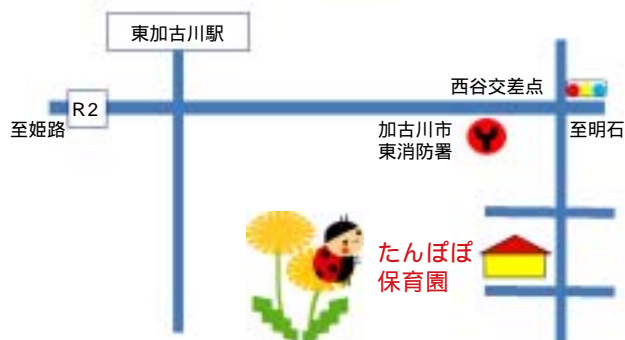 東加古川駅
西谷交差点
R2
至姫路
加古川市
東消防署
至明石
たんぽぽ
保育園